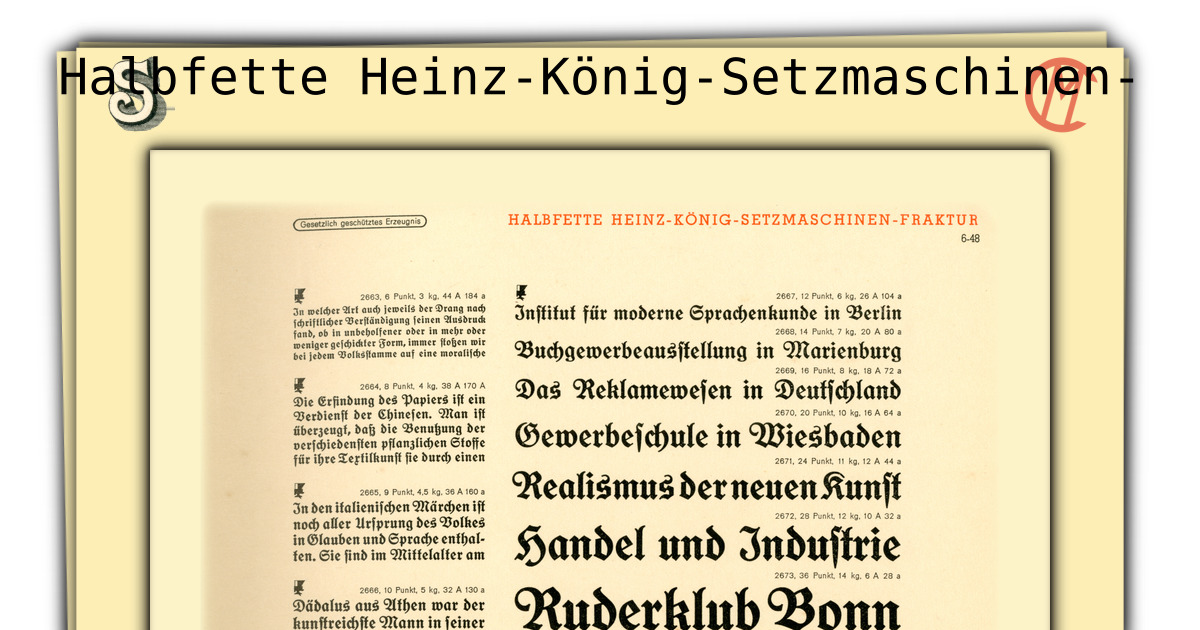 Halbfette Heinz-König-Setzmaschinen-
Gesetzlich geschütztes Erzeugnis
HALBFETTE HEINZ-KÖNIG-SETZMASCHINEN-FRAKTUR
6-48
2663, 6 Punkt, 3 kg, 44 A 184 a
In welcher Art auch jeweils der Drang nach
ſchriftlicher Verſtändigung ſeinen Ausdruck
fand, ob in unbeholfener oder in mehr oder
weniger geſchickter Form, immer ſtoßen wir
bei jedem Volksſtamme auf eine moraliſche
2664, 8 Punkt, 4 kg, 38 A 170 A
Die Erfindung des Papiers iſt ein
Verdienſt der Chineſen. Man iſt
überzeugt, daß die Benutzung der
verſchiedenſten pflanzlichen Stoffe
für ihre Textilkunſt ſie durch einen
2665, 9 Punkt, 4,5 kg, 36 A 160 a
In den italieniſchen Märchen iſt
noch aller Urſprung des Volkes
in Glauben und Sprache enthal-
ten. Sie ſind im Mittelalter am
2666, 10 Punkt, 5 kg, 32 A 130 a
Dädalus aus Athen war der
kunſtreichſte Mann in ſeiner
2667, 12 Punkt, 6 kg, 26 A 104 a
Inſtitut für moderne Sprachenkunde in Berlin
2668, 14 Punkt, 7 kg, 20 A 80 a
Buchgewerbeausſtellung in Marienburg
2669, 16 Punkt, 8 kg, 18 A 72 a
Das Reklameweſen in Deutſchland
2670, 20 Punkt, 10 kg, 16 A 64 a
Gewerbeſchule in Wiesbaden
2671, 24 Punkt, 11 kg, 12 A 44 a
Realismus der neuen Kunſt
2672, 28 Punkt, 12 kg, 10 A 32 a
Handel und Induſtrie
2673, 36 Punkt, 14 kg, 6 A 28 a
Ruderklub Bonn